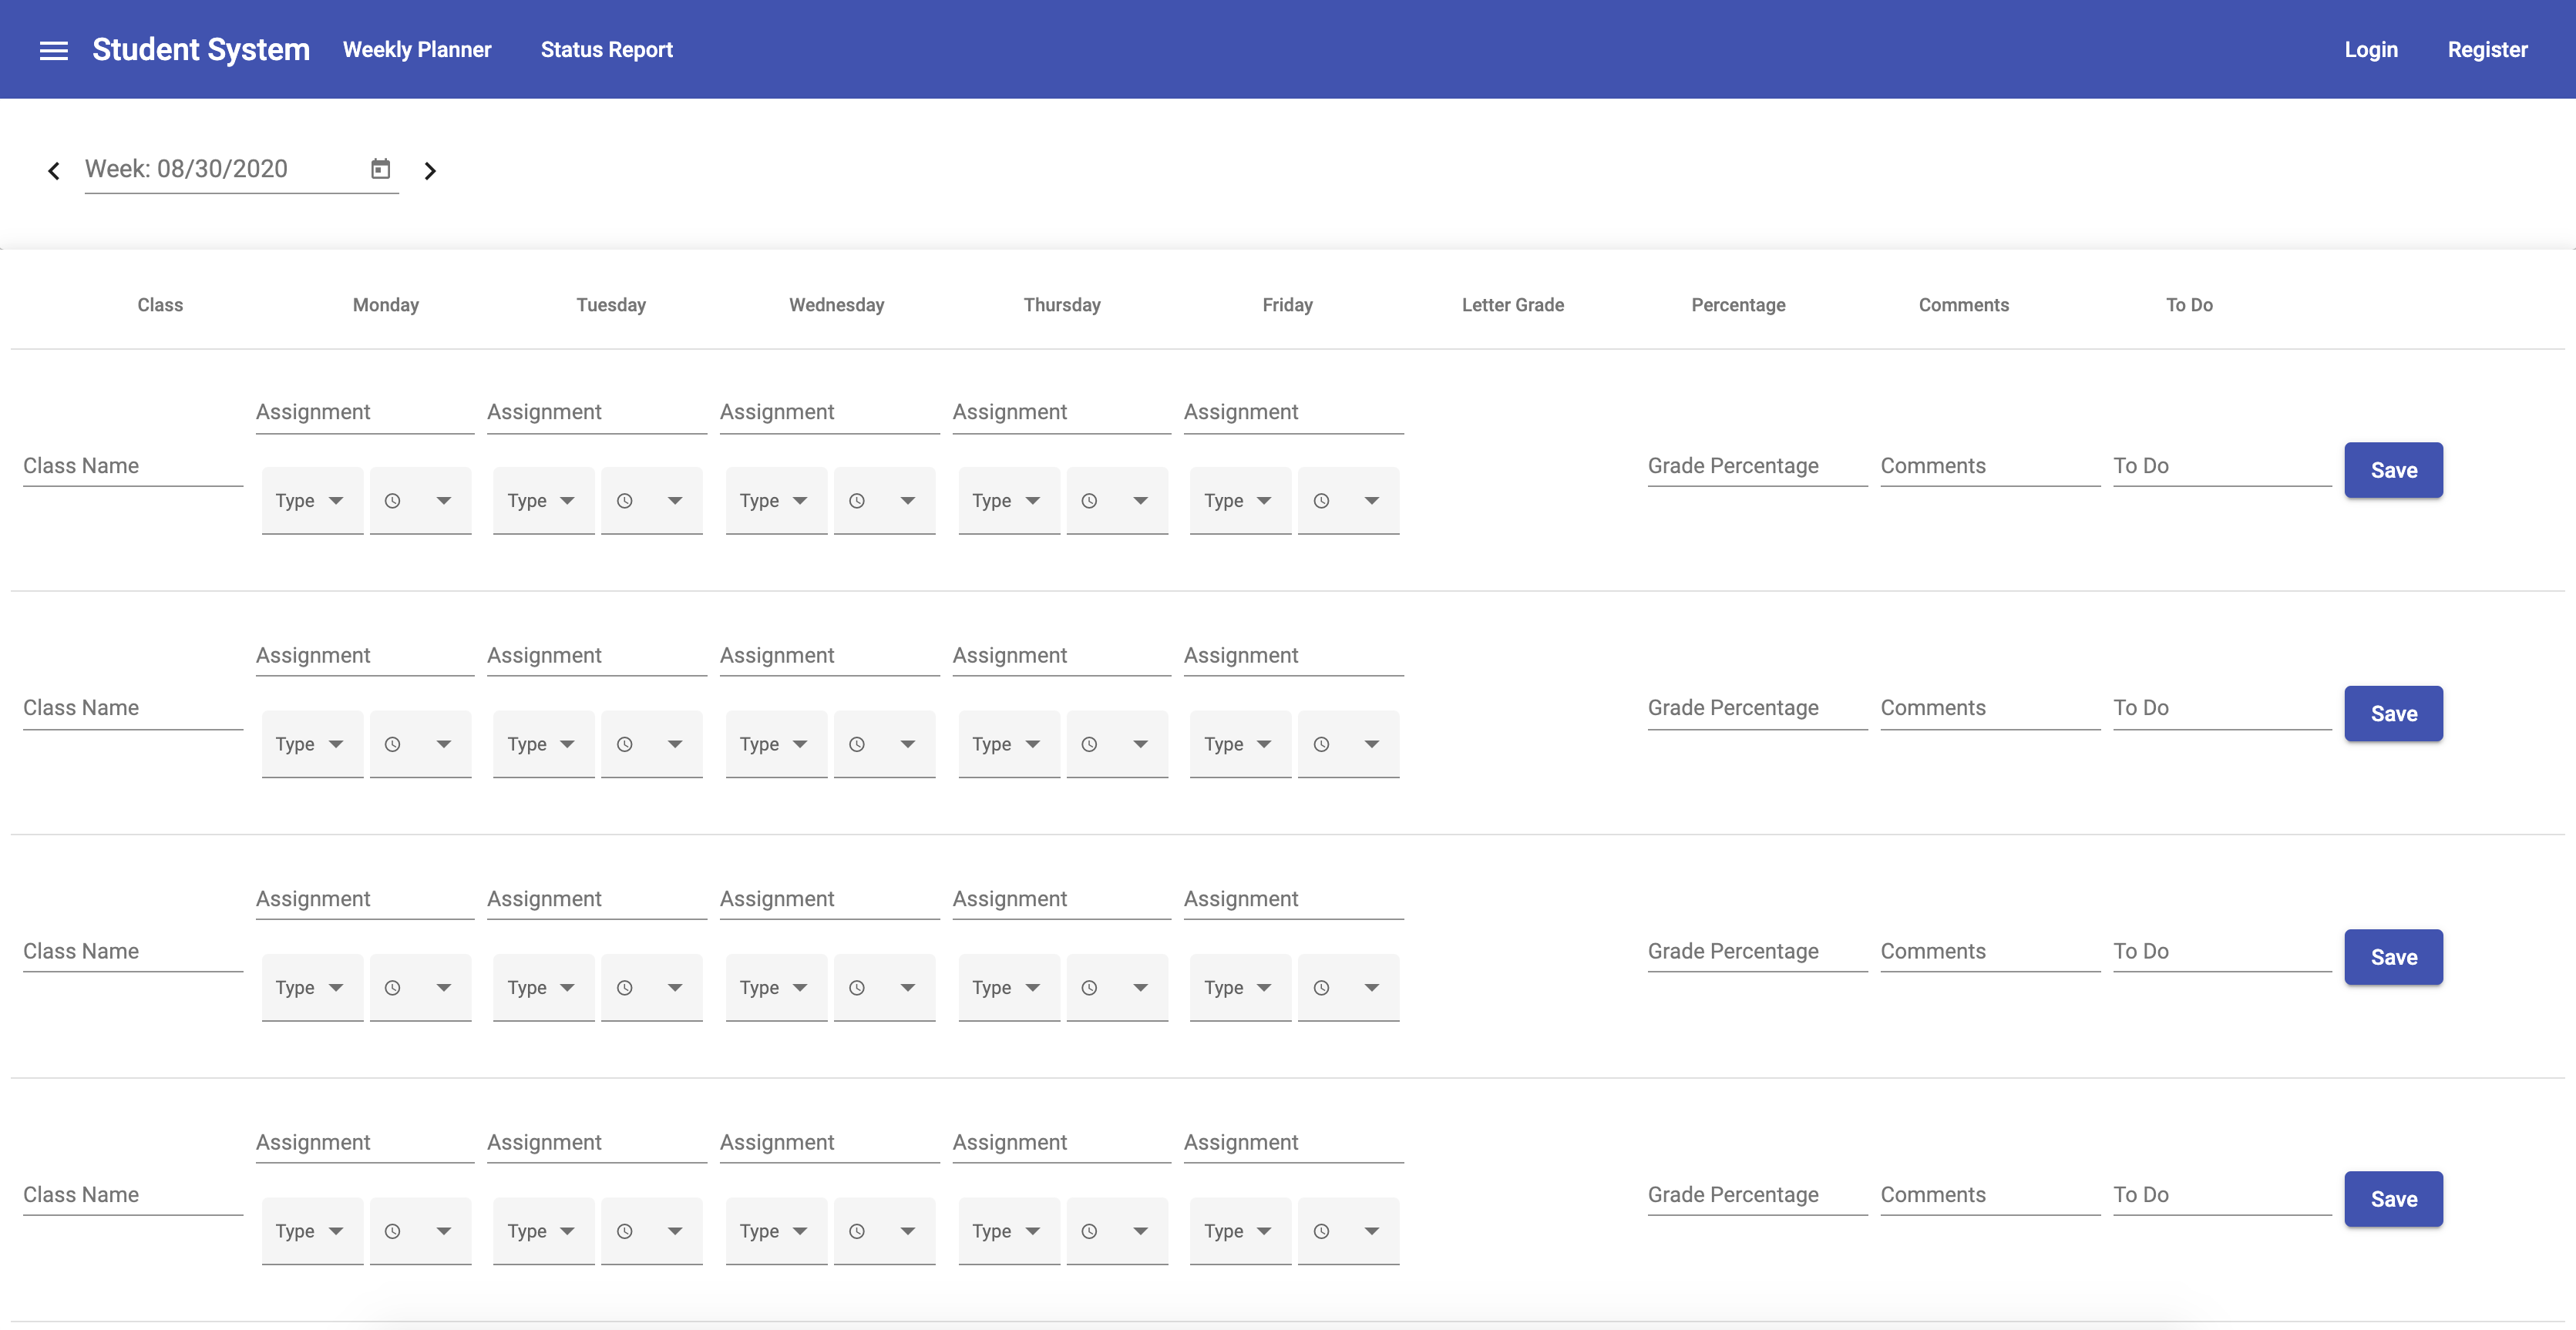 Student System Weekly Planner Status Report Login Register
Week: 08/30/2020
Class Monday Tuesday Wednesday Thursday Friday Letter Grade Percentage Comments To Do
Assignment Assignment Assignment Assignment Assignment
Class Name Grade Percentage Comments To Do Save
Type Type Type Type Type
Assignment Assignment Assignment Assignment Assignment
Class Name Grade Percentage Comments To Do Save
Type Type Type Type Type
Assignment Assignment Assignment Assignment Assignment
Class Name Grade Percentage Comments To Do Save
Type Type Type Type Type
Assignment Assignment Assignment Assignment Assignment
Class Name Grade Percentage Comments To Do Save
Type Type Type Type Type